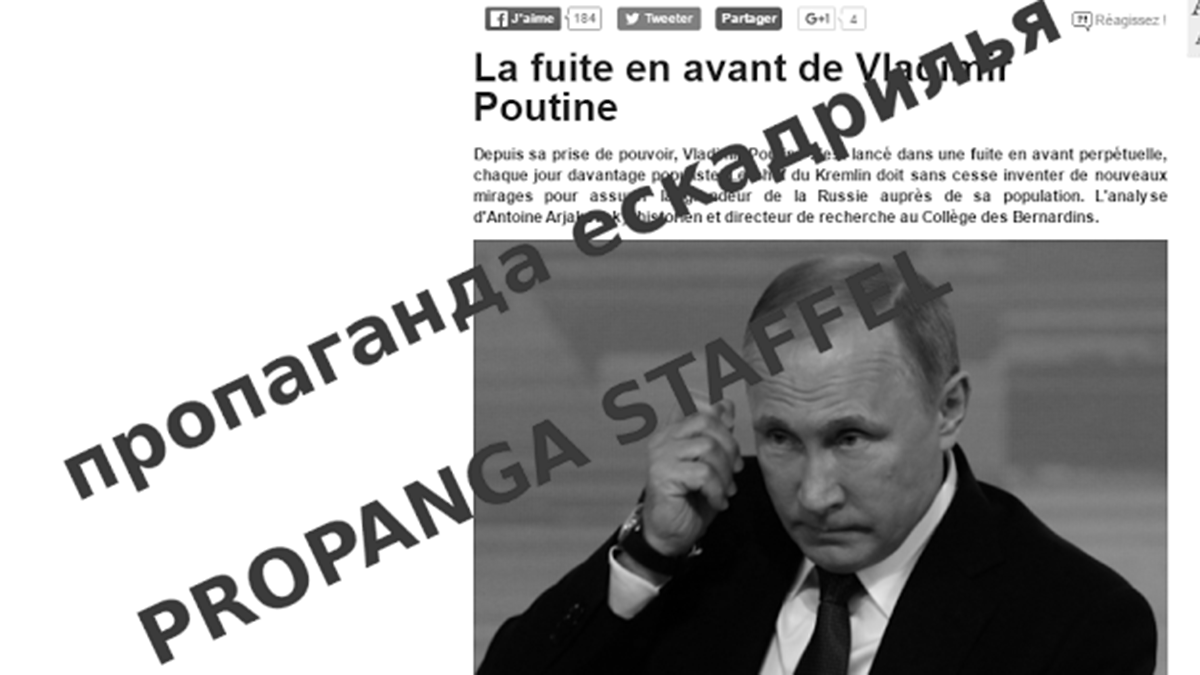 J'aime 184 Tweeter Partager G+1 4 Réagissez !
La fuite en avant de Vladimir
Poutine
Depuis sa prise de pouvoir, lancé dans une fuite en avant perpétuelle,
chaque jour davantage du Kremlin doit sans cesse inventer de nouveaux
mirages pour de la Russie auprès de sa population. L'analyse
d'Antoine historien et directeur de recherche au Collège des Bernardins.
пропаганда ескадрилья
PROPANGA STAFFEL